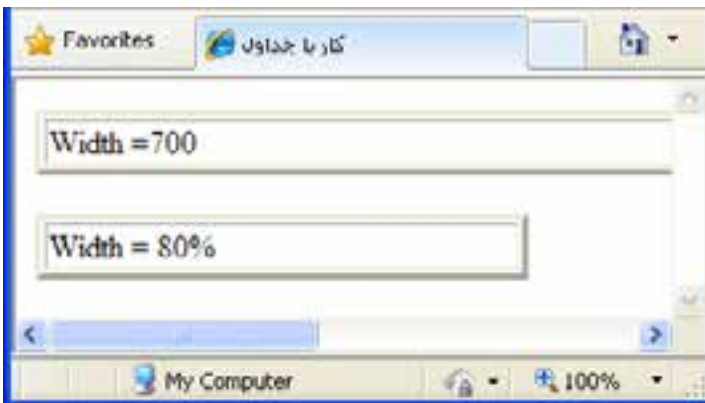 Favorites
کار با جداول
Width =700
Width = 80%
My Computer
100%